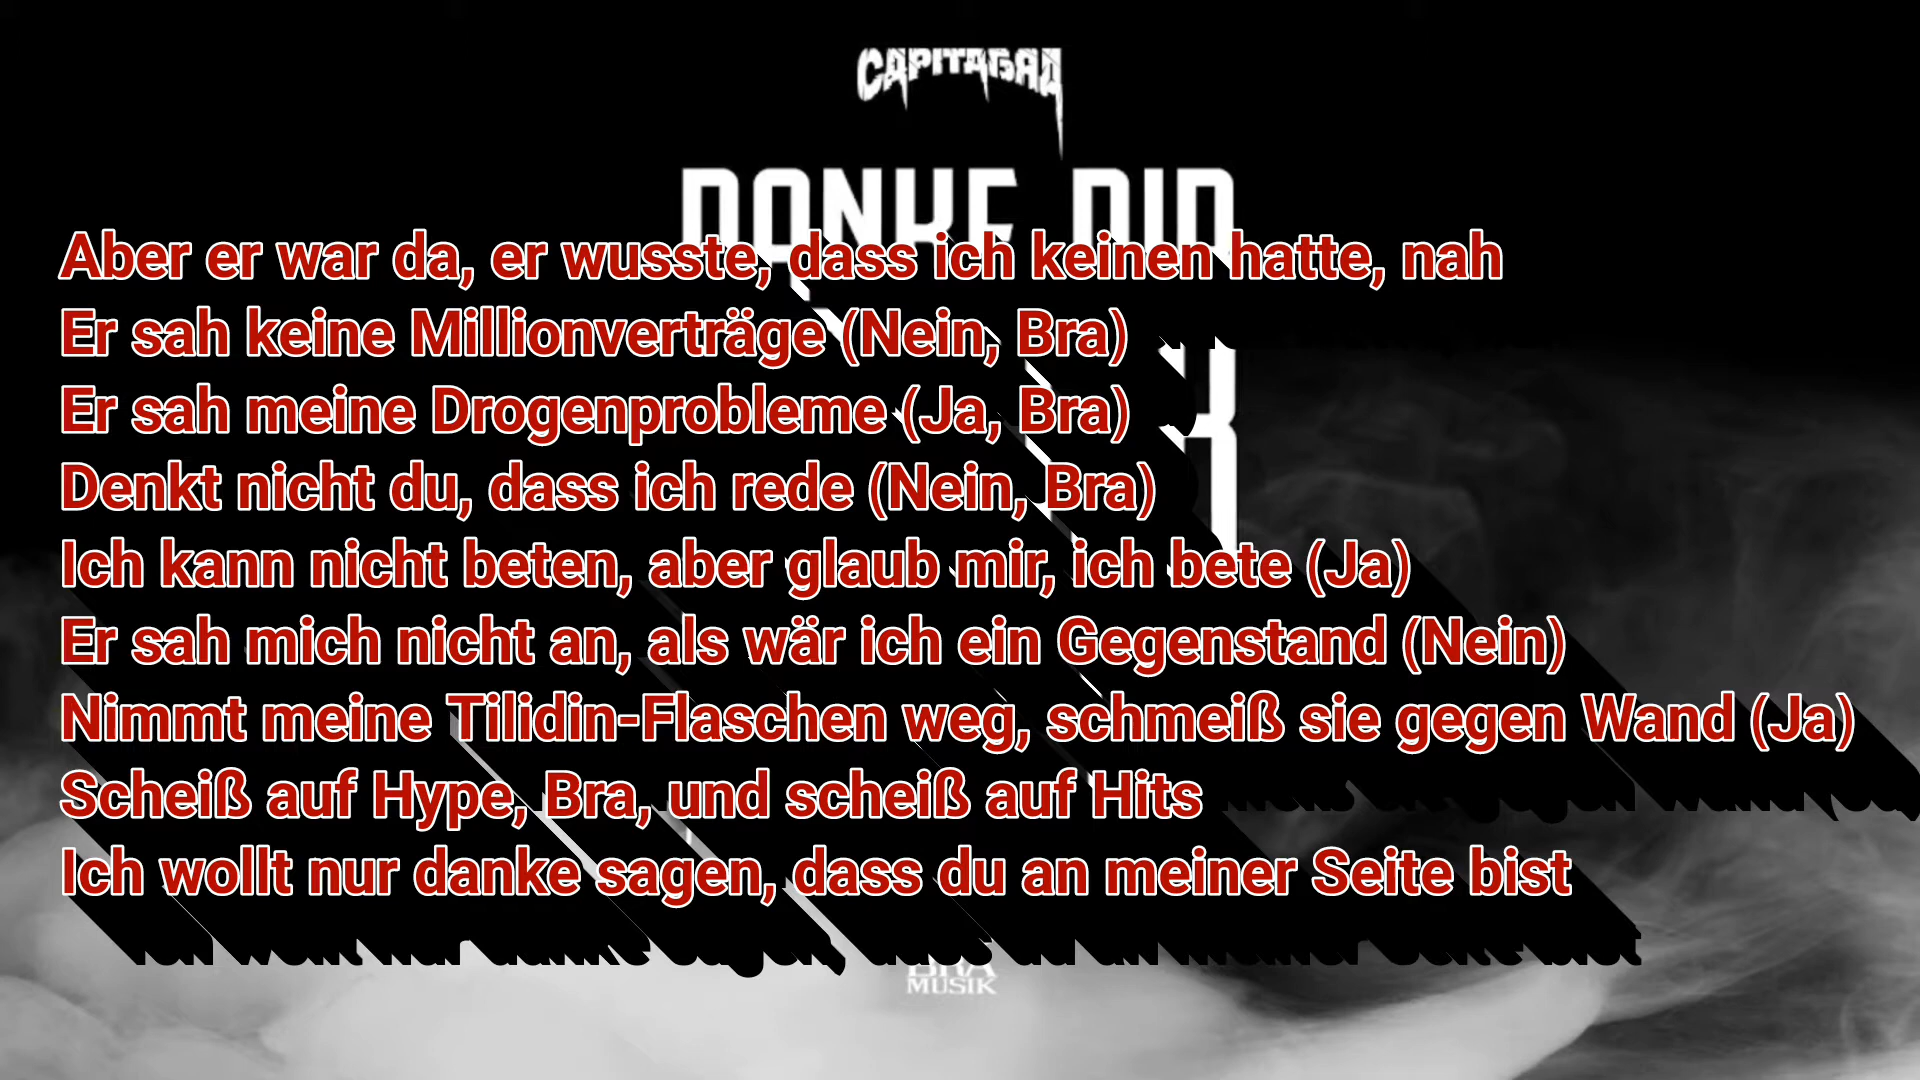 CAPITAL BRA
DANKE DIR
Aber er war da, er wusste, dass ich keinen hatte, nah
Er sah keine Millionverträge (Nein, Bra)
Er sah meine Drogenprobleme (Ja, Bra)
Denkt nicht du, dass ich rede (Nein, Bra)
Ich kann nicht beten, aber glaub mir, ich bete (Ja)
Er sah mich nicht an, als wär ich ein Gegenstand (Nein)
Nimmt meine Tilidin-Flaschen weg, schmeiß sie gegen Wand (Ja)
Scheiß auf Hype, Bra, und scheiß auf Hits
Ich wollt nur danke sagen, dass du an meiner Seite bist
BRA
MUSIK